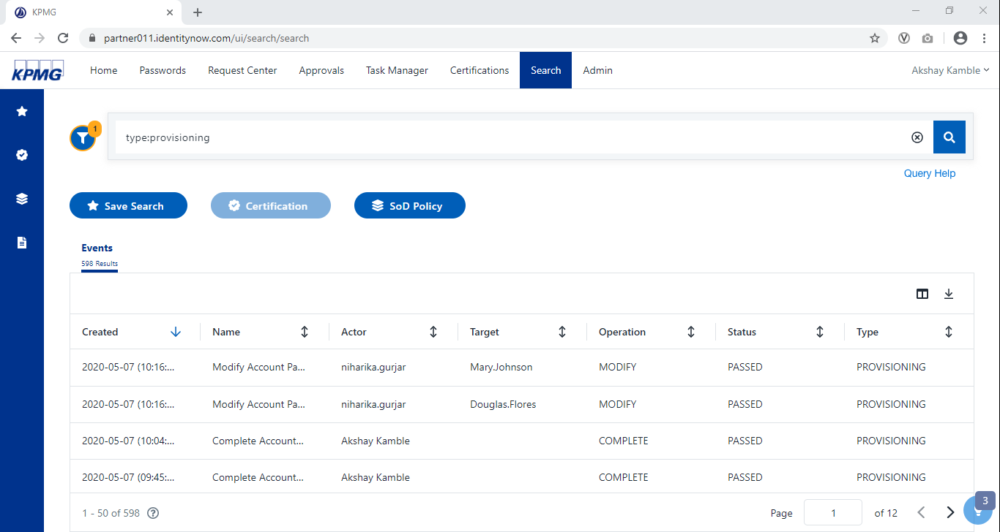 KPMG
partner011.identitynow.com/ui/search/search
KPMG Home Passwords Request Center Approvals Task Manager Certifications Search Admin Akshay Kamble
1
type:provisioning
Query Help
Save Search Certification SoD Policy
Events
598 Results
Created Name Actor Target Operation Status Type
2020-05-07 (10:16:... Modify Account Pa... niharika.gurjar Mary.Johnson MODIFY PASSED PROVISIONING
2020-05-07 (10:16:... Modify Account Pa... niharika.gurjar Douglas.Flores MODIFY PASSED PROVISIONING
2020-05-07 (10:04:... Complete Account... Akshay Kamble COMPLETE PASSED PROVISIONING
2020-05-07 (09:45:... Complete Account... Akshay Kamble COMPLETE PASSED PROVISIONING
3
1 - 50 of 598 ? Page 1 of 12